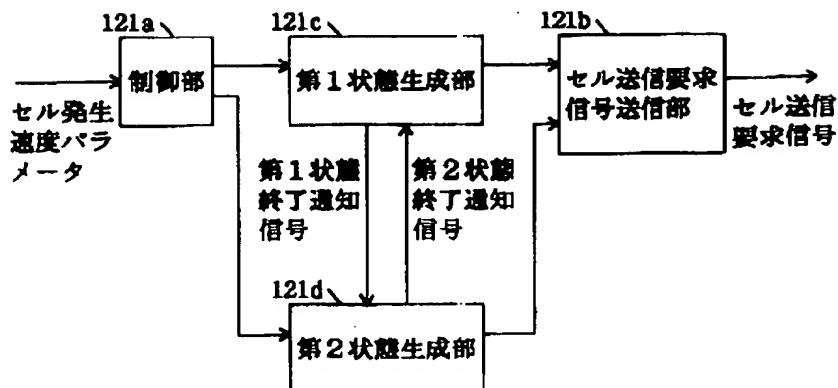 121a
制御部
121c
第1状態生成部
121b
セル送信要求
信号送信部
セル発生
速度パラ
メータ
セル送信
要求信号
第1状態
終了通知
信号
第2状態
終了通知
信号
121d
第2状態生成部